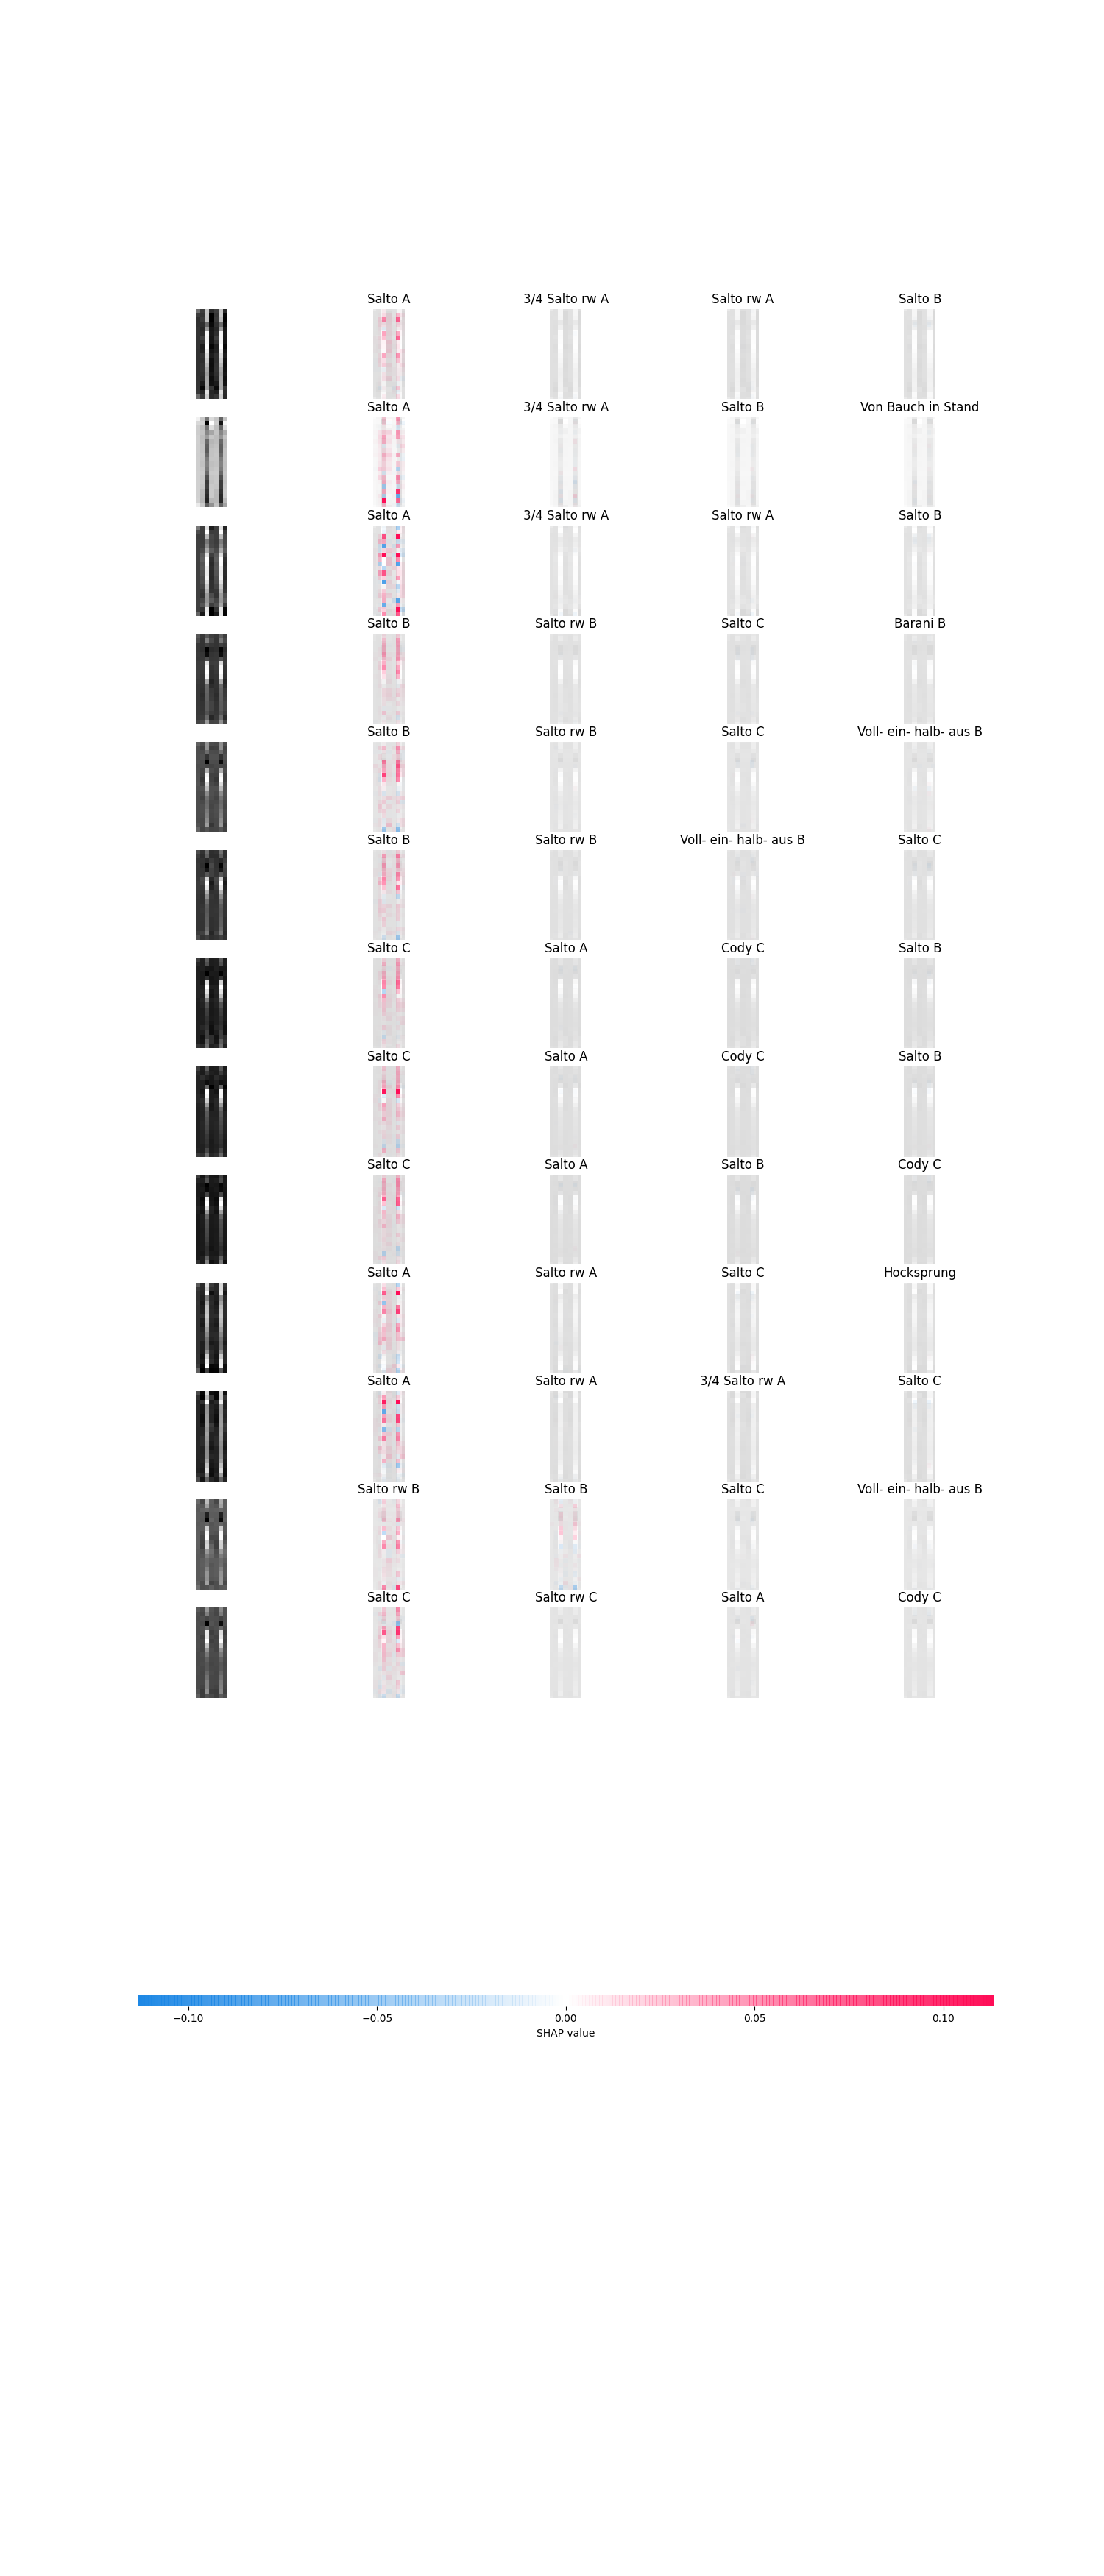 Salto A 3/4 Salto rw A Salto rw A Salto B
Salto A 3/4 Salto rw A Salto B Von Bauch in Stand
Salto A 3/4 Salto rw A Salto rw A Salto B
Salto B Salto rw B Salto C Barani B
Salto B Salto rw B Salto C Voll- ein- halb- aus B
Salto B Salto rw B Voll- ein- halb- aus B Salto C
Salto C Salto A Cody C Salto B
Salto C Salto A Cody C Salto B
Salto C Salto A Salto B Cody C
Salto A Salto rw A Salto C Hocksprung
Salto A Salto rw A 3/4 Salto rw A Salto C
Salto rw B Salto B Salto C Voll- ein- halb- aus B
Salto C Salto rw C Salto A Cody C
−0.10 −0.05 0.00 0.05 0.10
SHAP value